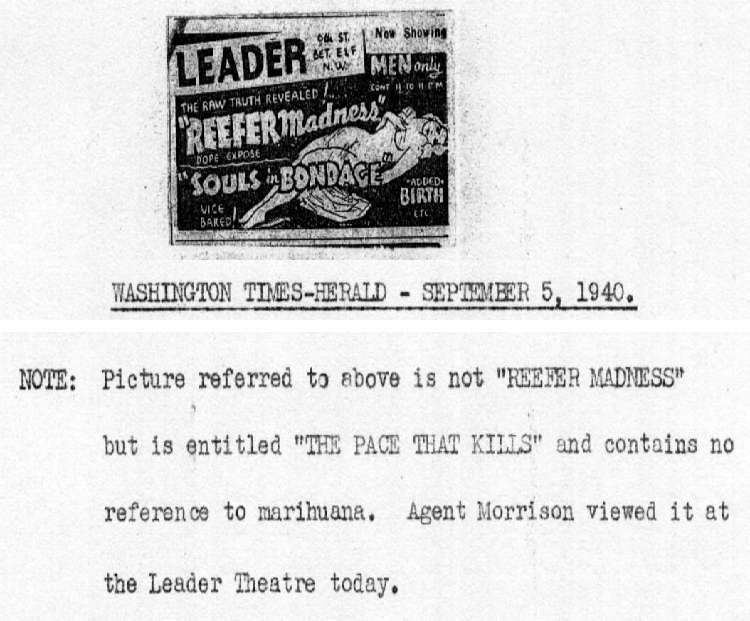 LEADER
9th ST.
BET. E & F
N.W.
Now Showing
MEN only
CONT 11 TO 11 P.M
THE RAW TRUTH REVEALED!
"REEFER Madness"
DOPE EXPOSE
"SOULS in BONDAGE"
VICE
BARED!
ADDED
BIRTH
ETC.
WASHINGTON TIMES-HERALD - SEPTEMBER 5, 1940.
NOTE: Picture referred to above is not "REEFER MADNESS"
but is entitled "THE PACE THAT KILLS" and contains no
reference to marihuana. Agent Morrison viewed it at
the Leader Theatre today.